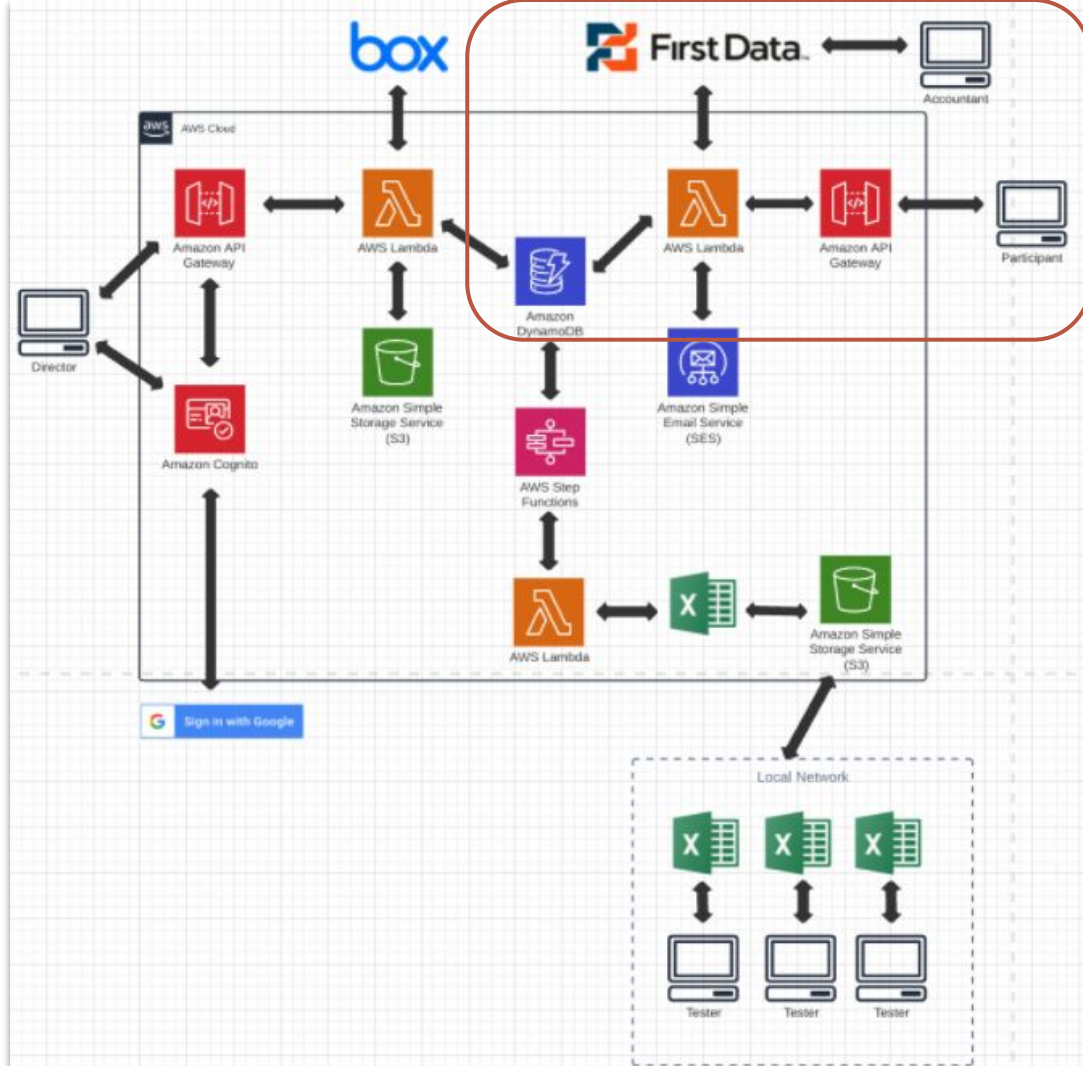 box
First Data
Accountant
aws
AWS Cloud
Amazon API
Gateway
AWS Lambda
AWS Lambda
Amazon API
Gateway
Participant
Amazon
DynamoDB
Director
Amazon Simple
Storage Service
(S3)
Amazon Simple
Email Service
(SES)
Amazon Cognito
AWS Step
Functions
AWS Lambda
X
Amazon Simple
Storage Service
(S3)
G Sign in with Google
Local Network
X
X
X
Tester
Tester
Tester